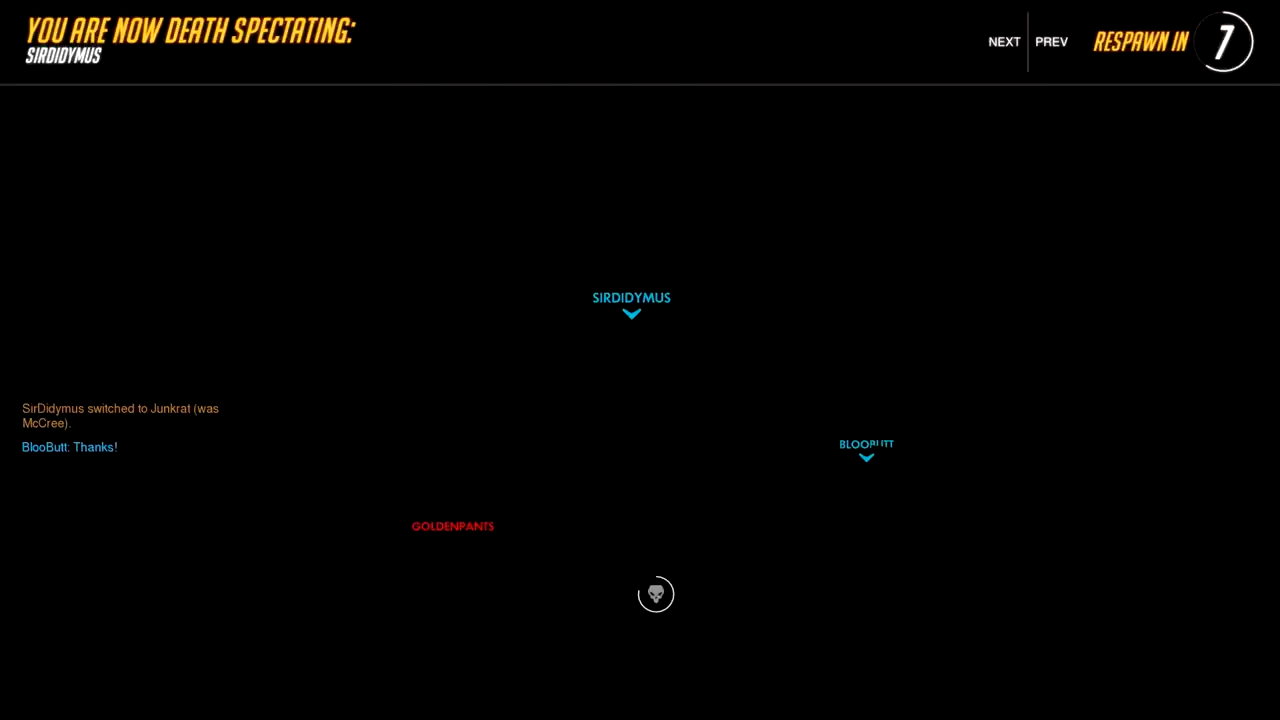 YOU ARE NOW DEATH SPECTATING:
SIRDIDYMUS
NEXT PREV RESPAWN IN 7
SIRDIDYMUS
SirDidymus switched to Junkrat (was
McCree).
BlooButt: Thanks!
BLOOBUTT
GOLDENPANTS